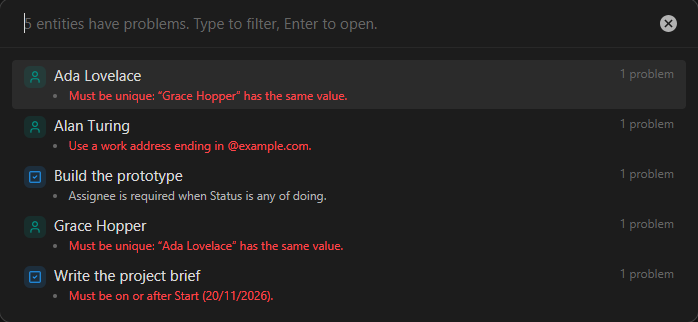 5 entities have problems. Type to filter, Enter to open.
Ada Lovelace
1 problem
• Must be unique: “Grace Hopper” has the same value.
Alan Turing
1 problem
• Use a work address ending in @example.com.
Build the prototype
1 problem
• Assignee is required when Status is any of doing.
Grace Hopper
1 problem
• Must be unique: “Ada Lovelace” has the same value.
Write the project brief
1 problem
• Must be on or after Start (20/11/2026).